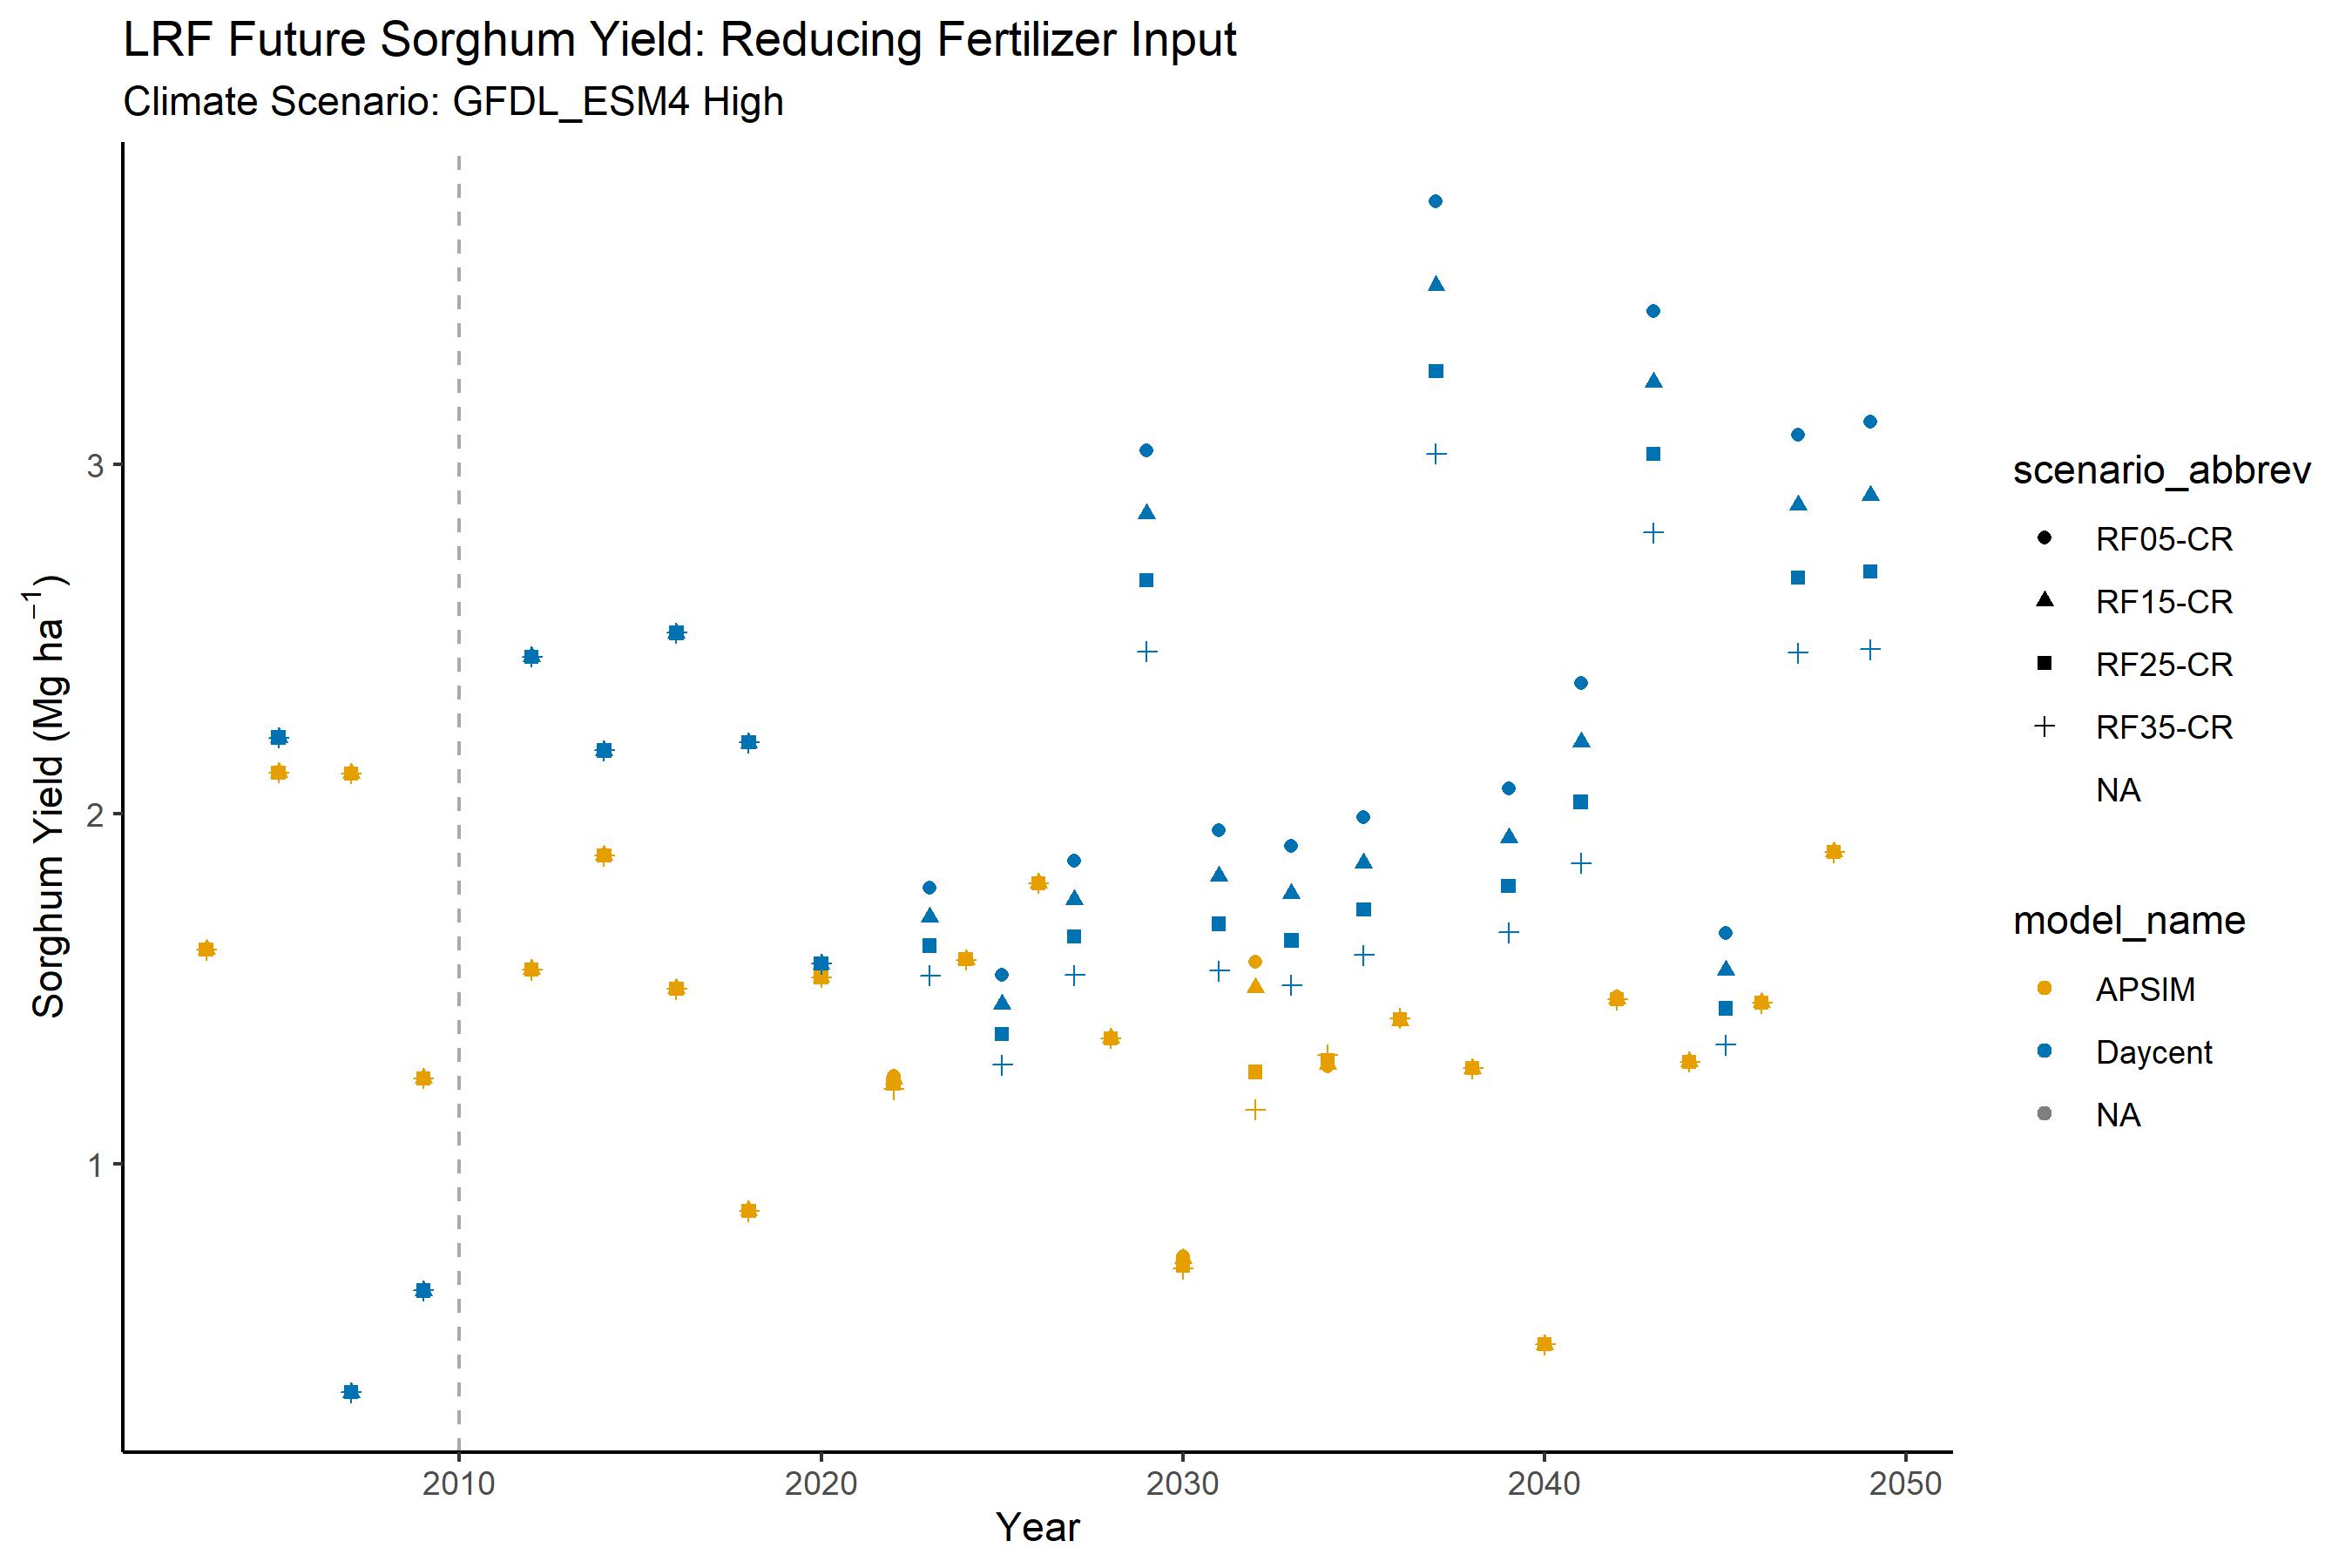 LRF Future Sorghum Yield: Reducing Fertilizer Input
Climate Scenario: GFDL_ESM4 High
Sorghum Yield (Mg ha⁻¹)
3
2
1
2010
2020
2030
2040
2050
Year
scenario_abbrev
RF05-CR
RF15-CR
RF25-CR
RF35-CR
NA
model_name
APSIM
Daycent
NA